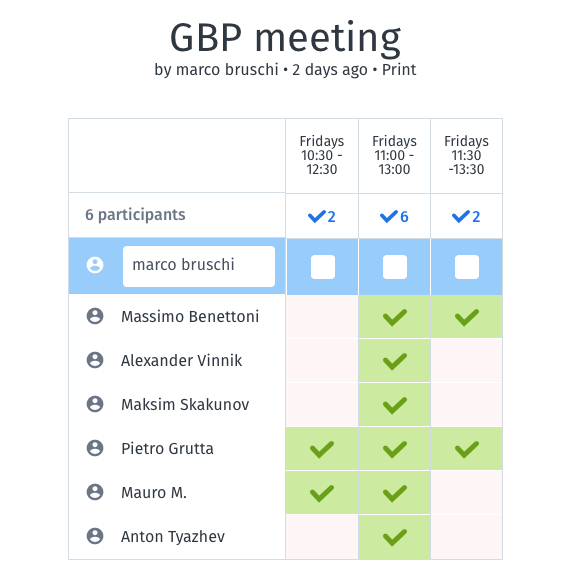 GBP meeting
by marco bruschi • 2 days ago • Print
Fridays
10:30 -
12:30
Fridays
11:00 -
13:00
Fridays
11:30
-13:30
6 participants
2
6
2
marco bruschi
Massimo Benettoni
Alexander Vinnik
Maksim Skakunov
Pietro Grutta
Mauro M.
Anton Tyazhev